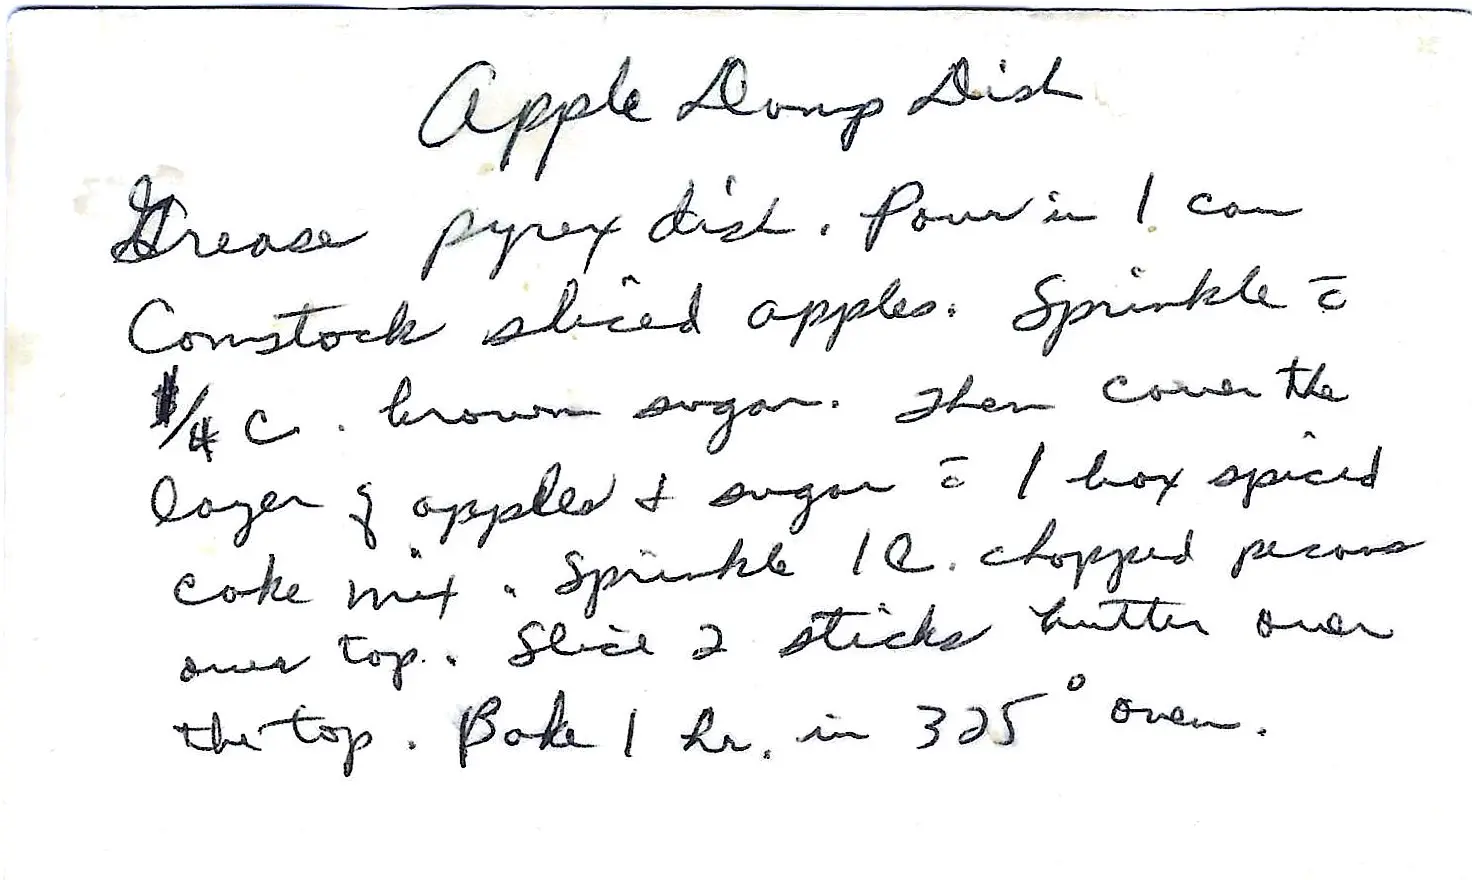 Apple Dump Dish
Grease pyrex dish. Pour in 1 can
Comstock sliced apples. Sprinkle c̄
1/4 C. brown sugar. Then cover the
layer of apples & sugar c̄ 1 box spiced
cake mix. Sprinkle 1 C. chopped pecans
over top. Slice 2 sticks butter over
the top. Bake 1 hr. in 325° oven.